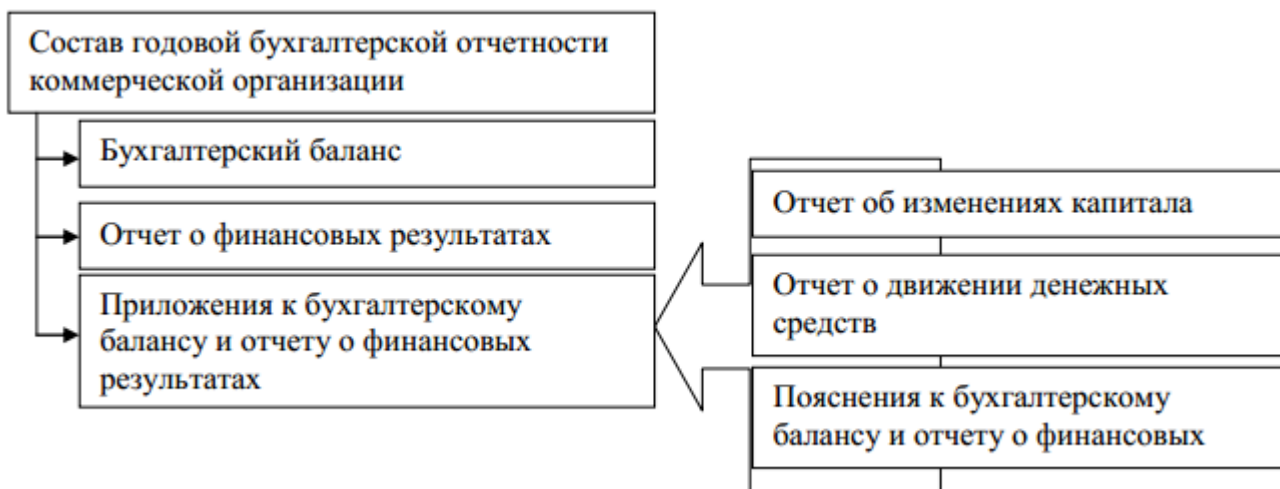 Состав годовой бухгалтерской отчетности
коммерческой организации
Бухгалтерский баланс
Отчет о финансовых результатах
Приложения к бухгалтерскому
балансу и отчету о финансовых
результатах
Отчет об изменениях капитала
Отчет о движении денежных
средств
Пояснения к бухгалтерскому
балансу и отчету о финансовых